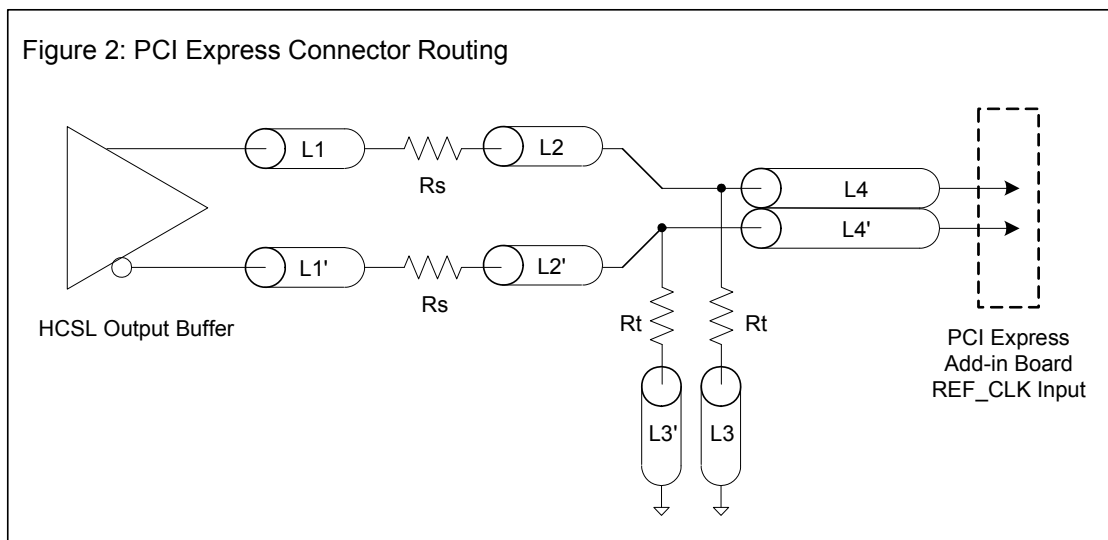 Figure 2: PCI Express Connector Routing
L1
Rs
L2
L4
L4'
L1'
Rs
L2'
HCSL Output Buffer
Rt
Rt
L3'
L3
PCI Express
Add-in Board
REF_CLK Input